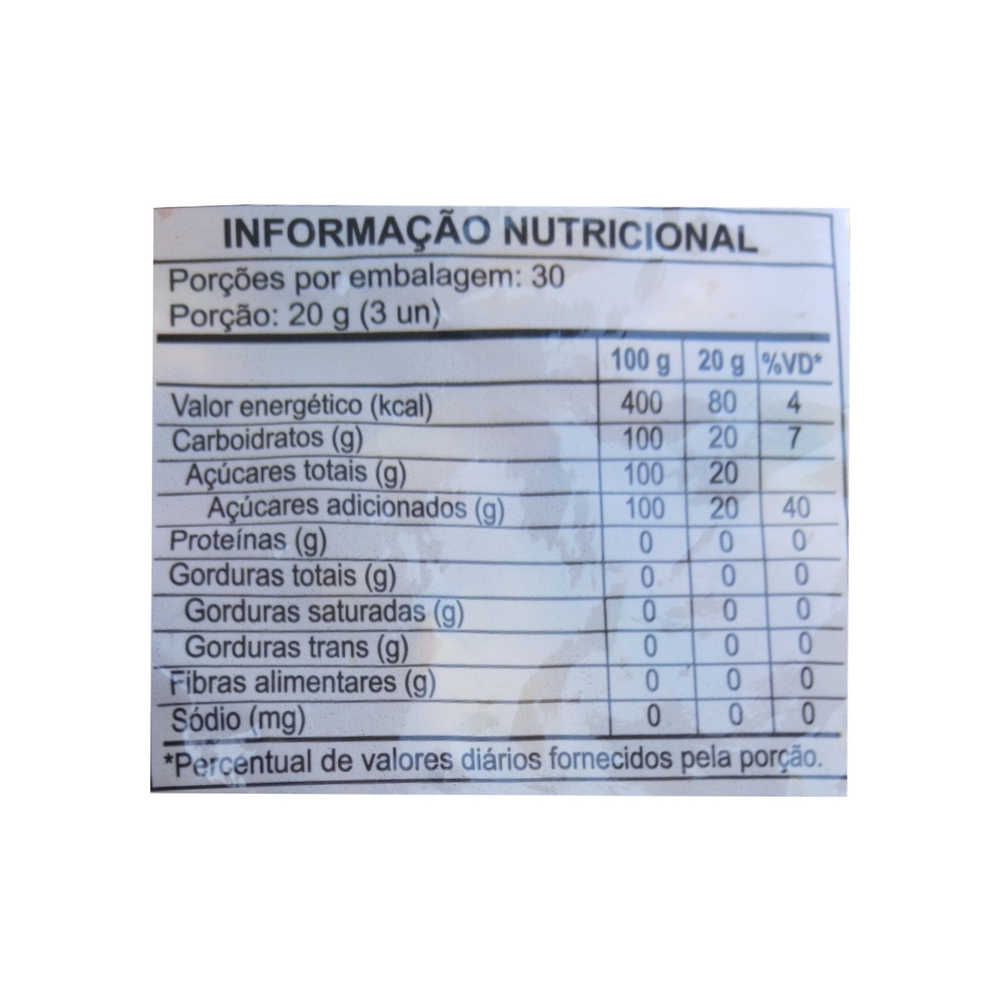 INFORMAÇÃO NUTRICIONAL
Porções por embalagem: 30
Porção: 20 g (3 un)
100 g 20 g %VD*
Valor energético (kcal) 400 80 4
Carboidratos (g) 100 20 7
Açúcares totais (g) 100 20
Açúcares adicionados (g) 100 20 40
Proteínas (g) 0 0 0
Gorduras totais (g) 0 0 0
Gorduras saturadas (g) 0 0 0
Gorduras trans (g) 0 0 0
Fibras alimentares (g) 0 0 0
Sódio (mg) 0 0 0
*Percentual de valores diários fornecidos pela porção.